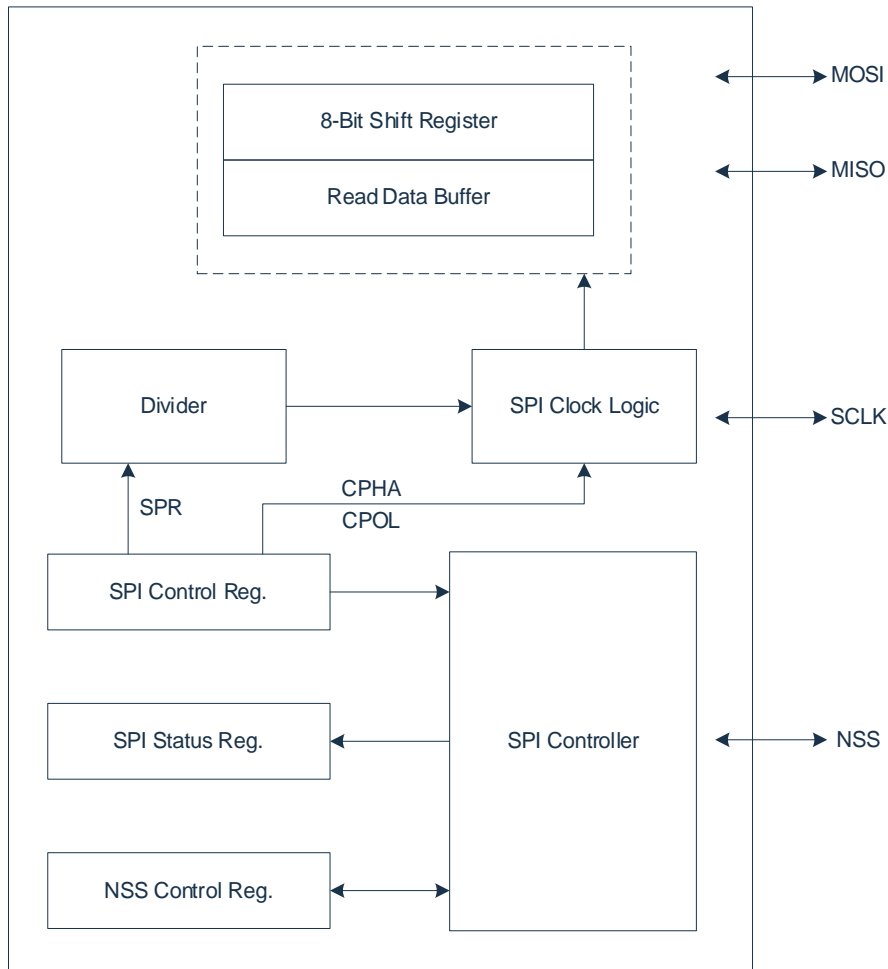 MOSI
8-Bit Shift Register
MISO
Read Data Buffer
Divider
SPI Clock Logic
SCLK
CPHA
SPR
CPOL
SPI Control Reg.
SPI Status Reg.
SPI Controller
NSS
NSS Control Reg.